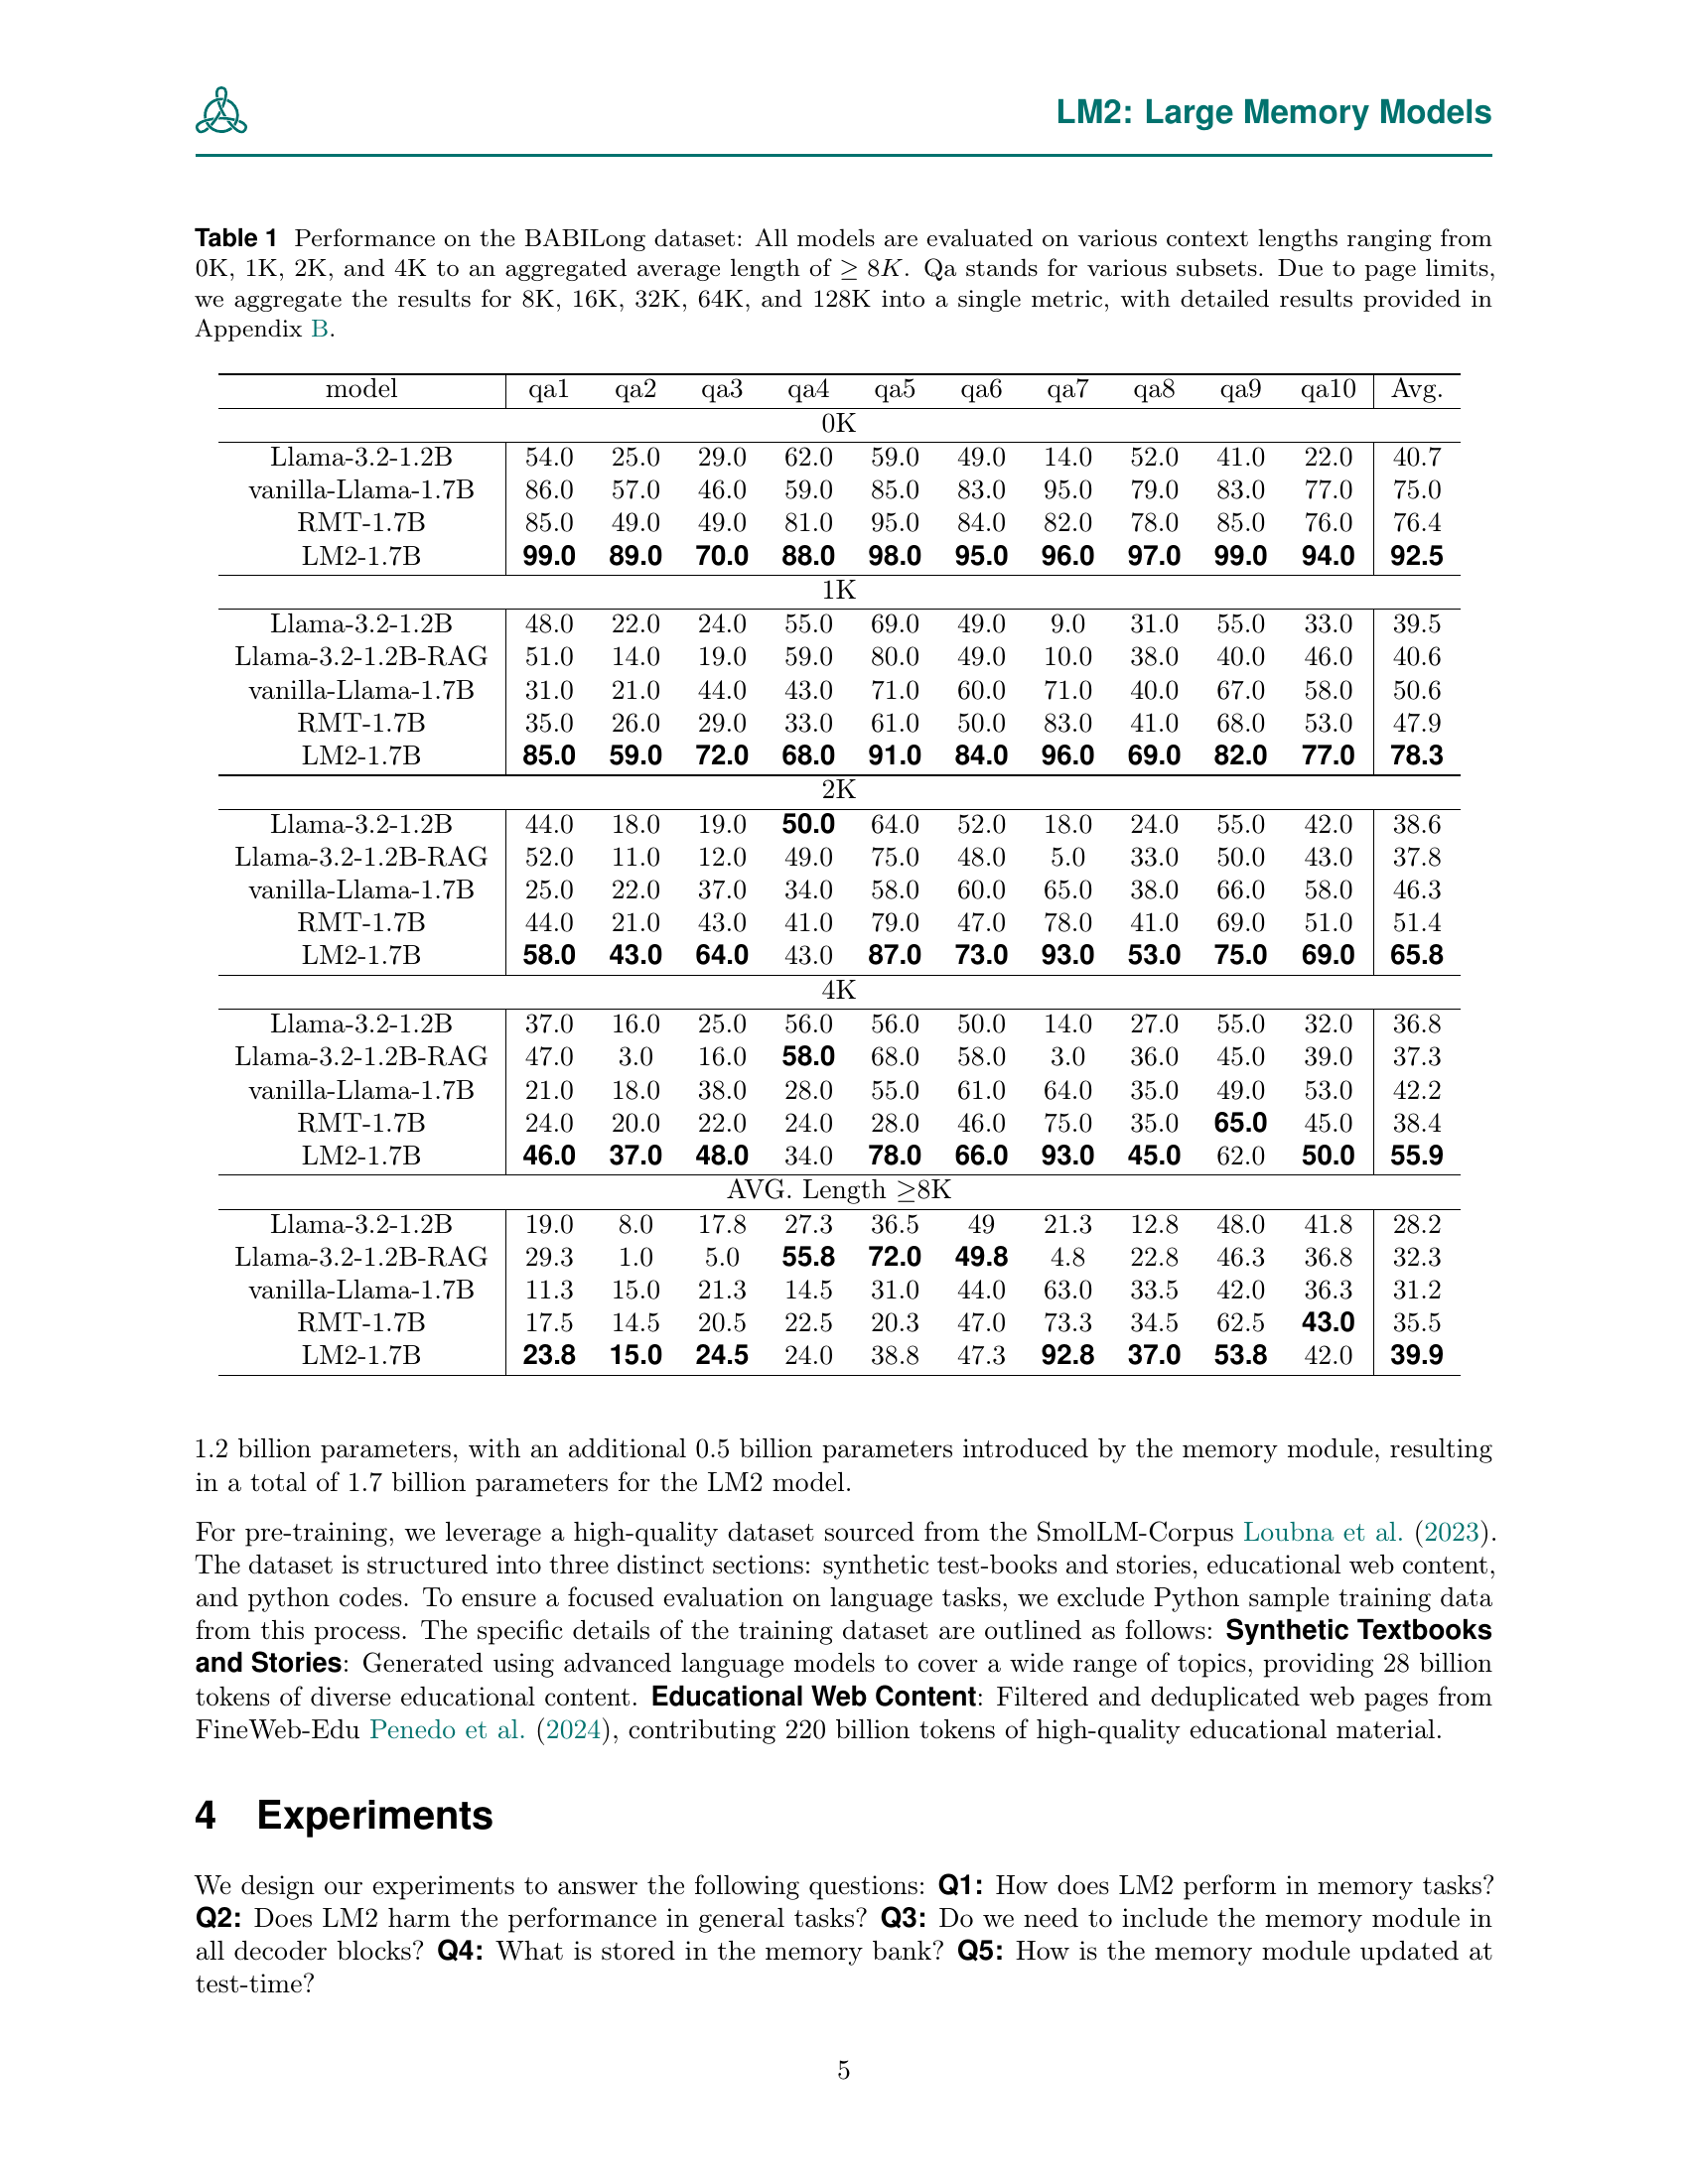 LM2: Large Memory Models
Table 1 Performance on the BABILong dataset: All models are evaluated on various context lengths ranging from
0K, 1K, 2K, and 4K to an aggregated average length of ≥ 8K. Qa stands for various subsets. Due to page limits,
we aggregate the results for 8K, 16K, 32K, 64K, and 128K into a single metric, with detailed results provided in
Appendix B.
model qa1 qa2 qa3 qa4 qa5 qa6 qa7 qa8 qa9 qa10 Avg.
0K
Llama-3.2-1.2B 54.0 25.0 29.0 62.0 59.0 49.0 14.0 52.0 41.0 22.0 40.7
vanilla-Llama-1.7B 86.0 57.0 46.0 59.0 85.0 83.0 95.0 79.0 83.0 77.0 75.0
RMT-1.7B 85.0 49.0 49.0 81.0 95.0 84.0 82.0 78.0 85.0 76.0 76.4
LM2-1.7B 99.0 89.0 70.0 88.0 98.0 95.0 96.0 97.0 99.0 94.0 92.5
1K
Llama-3.2-1.2B 48.0 22.0 24.0 55.0 69.0 49.0 9.0 31.0 55.0 33.0 39.5
Llama-3.2-1.2B-RAG 51.0 14.0 19.0 59.0 80.0 49.0 10.0 38.0 40.0 46.0 40.6
vanilla-Llama-1.7B 31.0 21.0 44.0 43.0 71.0 60.0 71.0 40.0 67.0 58.0 50.6
RMT-1.7B 35.0 26.0 29.0 33.0 61.0 50.0 83.0 41.0 68.0 53.0 47.9
LM2-1.7B 85.0 59.0 72.0 68.0 91.0 84.0 96.0 69.0 82.0 77.0 78.3
2K
Llama-3.2-1.2B 44.0 18.0 19.0 50.0 64.0 52.0 18.0 24.0 55.0 42.0 38.6
Llama-3.2-1.2B-RAG 52.0 11.0 12.0 49.0 75.0 48.0 5.0 33.0 50.0 43.0 37.8
vanilla-Llama-1.7B 25.0 22.0 37.0 34.0 58.0 60.0 65.0 38.0 66.0 58.0 46.3
RMT-1.7B 44.0 21.0 43.0 41.0 79.0 47.0 78.0 41.0 69.0 51.0 51.4
LM2-1.7B 58.0 43.0 64.0 43.0 87.0 73.0 93.0 53.0 75.0 69.0 65.8
4K
Llama-3.2-1.2B 37.0 16.0 25.0 56.0 56.0 50.0 14.0 27.0 55.0 32.0 36.8
Llama-3.2-1.2B-RAG 47.0 3.0 16.0 58.0 68.0 58.0 3.0 36.0 45.0 39.0 37.3
vanilla-Llama-1.7B 21.0 18.0 38.0 28.0 55.0 61.0 64.0 35.0 49.0 53.0 42.2
RMT-1.7B 24.0 20.0 22.0 24.0 28.0 46.0 75.0 35.0 65.0 45.0 38.4
LM2-1.7B 46.0 37.0 48.0 34.0 78.0 66.0 93.0 45.0 62.0 50.0 55.9
AVG. Length ≥8K
Llama-3.2-1.2B 19.0 8.0 17.8 27.3 36.5 49 21.3 12.8 48.0 41.8 28.2
Llama-3.2-1.2B-RAG 29.3 1.0 5.0 55.8 72.0 49.8 4.8 22.8 46.3 36.8 32.3
vanilla-Llama-1.7B 11.3 15.0 21.3 14.5 31.0 44.0 63.0 33.5 42.0 36.3 31.2
RMT-1.7B 17.5 14.5 20.5 22.5 20.3 47.0 73.3 34.5 62.5 43.0 35.5
LM2-1.7B 23.8 15.0 24.5 24.0 38.8 47.3 92.8 37.0 53.8 42.0 39.9
1.2 billion parameters, with an additional 0.5 billion parameters introduced by the memory module, resulting
in a total of 1.7 billion parameters for the LM2 model.
For pre-training, we leverage a high-quality dataset sourced from the SmolLM-Corpus Loubna et al. (2023).
The dataset is structured into three distinct sections: synthetic test-books and stories, educational web content,
and python codes. To ensure a focused evaluation on language tasks, we exclude Python sample training data
from this process. The specific details of the training dataset are outlined as follows: Synthetic Textbooks
and Stories: Generated using advanced language models to cover a wide range of topics, providing 28 billion
tokens of diverse educational content. Educational Web Content: Filtered and deduplicated web pages from
FineWeb-Edu Penedo et al. (2024), contributing 220 billion tokens of high-quality educational material.
4 Experiments
We design our experiments to answer the following questions: Q1: How does LM2 perform in memory tasks?
Q2: Does LM2 harm the performance in general tasks? Q3: Do we need to include the memory module in
all decoder blocks? Q4: What is stored in the memory bank? Q5: How is the memory module updated at
test-time?
5